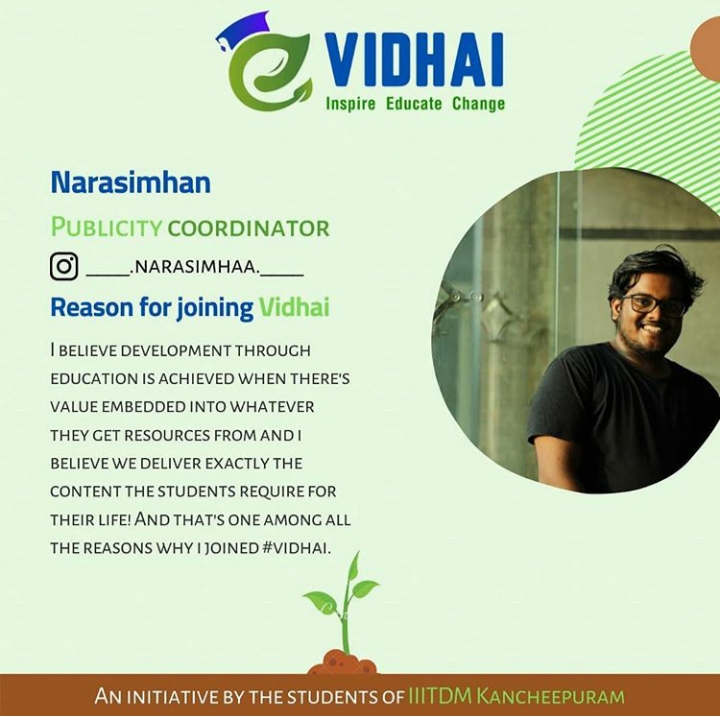 VIDHAI
Inspire Educate Change
Narasimhan
PUBLICITY COORDINATOR
____.NARASIMHAA.____
Reason for joining Vidhai
I BELIEVE DEVELOPMENT THROUGH
EDUCATION IS ACHIEVED WHEN THERE'S
VALUE EMBEDDED INTO WHATEVER
THEY GET RESOURCES FROM AND I
BELIEVE WE DELIVER EXACTLY THE
CONTENT THE STUDENTS REQUIRE FOR
THEIR LIFE! AND THAT'S ONE AMONG ALL
THE REASONS WHY I JOINED #VIDHAI.
AN INITIATIVE BY THE STUDENTS OF IIITDM KANCHEEPURAM